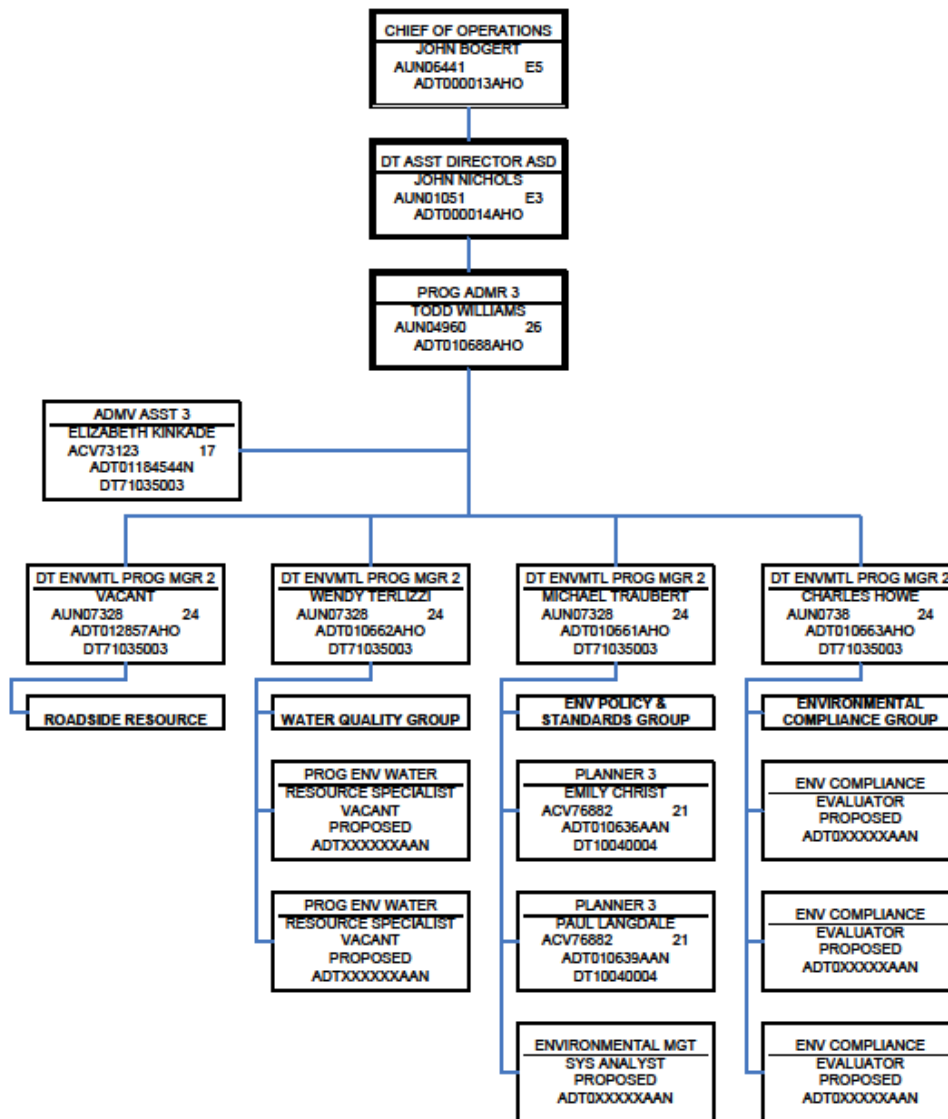 CHIEF OF OPERATIONS
JOHN BOGERT
AUN06441 E5
ADT000013AHO
DT ASST DIRECTOR ASD
JOHN NICHOLS
AUN01051 E3
ADT000014AHO
PROG ADMR 3
TODD WILLIAMS
AUN04960 26
ADT010688AHO
ADMV ASST 3
ELIZABETH KINKADE
ACV73123 17
ADT01184544N
DT71035003
DT ENVMTL PROG MGR 2
VACANT
AUN07328 24
ADT012857AHO
DT71035003
ROADSIDE RESOURCE
DT ENVMTL PROG MGR 2
WENDY TERLIZZI
AUN07328 24
ADT010662AHO
DT71035003
WATER QUALITY GROUP
PROG ENV WATER
RESOURCE SPECIALIST
VACANT
PROPOSED
ADTXXXXXXAAN
PROG ENV WATER
RESOURCE SPECIALIST
VACANT
PROPOSED
ADTXXXXXXAAN
DT ENVMTL PROG MGR 2
MICHAEL TRAUBERT
AUN07328 24
ADT010661AHO
DT71035003
ENV POLICY &
STANDARDS GROUP
PLANNER 3
EMILY CHRIST
ACV76882 21
ADT010636AAN
DT10040004
PLANNER 3
PAUL LANGDALE
ACV76882 21
ADT010639AAN
DT10040004
ENVIRONMENTAL MGT
SYS ANALYST
PROPOSED
ADT0XXXXXAAN
DT ENVMTL PROG MGR 2
CHARLES HOWE
AUN0738 24
ADT010663AHO
DT71035003
ENVIRONMENTAL
COMPLIANCE GROUP
ENV COMPLIANCE
EVALUATOR
PROPOSED
ADT0XXXXXAAN
ENV COMPLIANCE
EVALUATOR
PROPOSED
ADT0XXXXXAAN
ENV COMPLIANCE
EVALUATOR
PROPOSED
ADT0XXXXXAAN